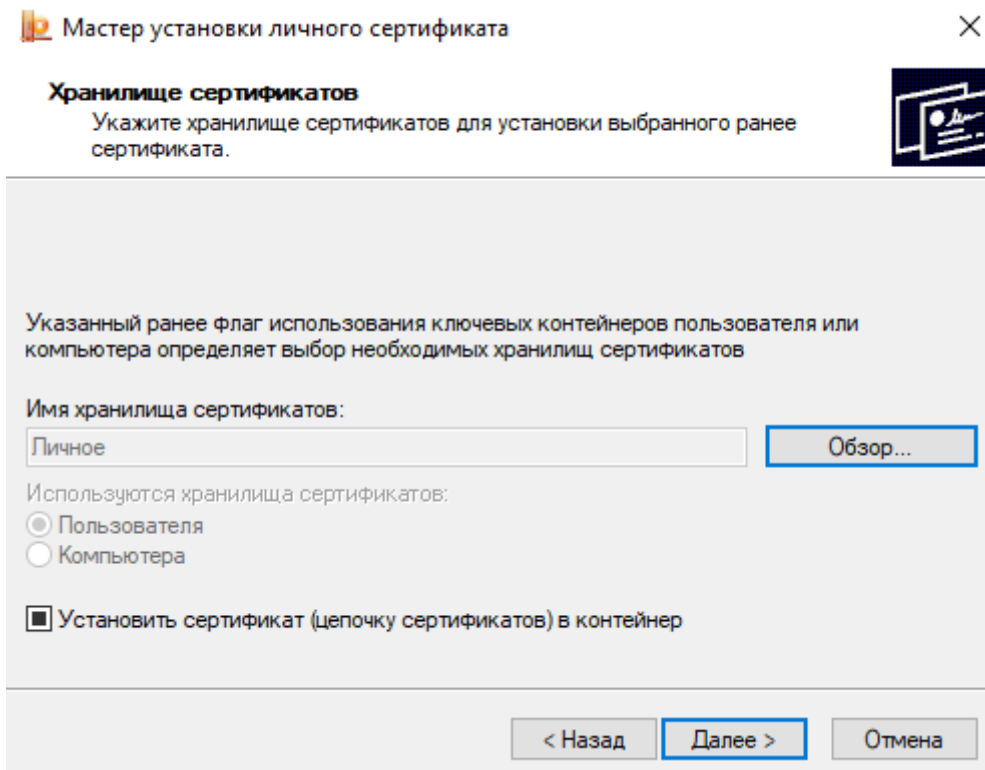 Мастер установки личного сертификата
Хранилище сертификатов
Укажите хранилище сертификатов для установки выбранного ранее
сертификата.
Указанный ранее флаг использования ключевых контейнеров пользователя или
компьютера определяет выбор необходимых хранилищ сертификатов
Имя хранилища сертификатов:
Личное
Обзор...
Используются хранилища сертификатов:
Пользователя
Компьютера
Установить сертификат (цепочку сертификатов) в контейнер
< Назад
Далее >
Отмена